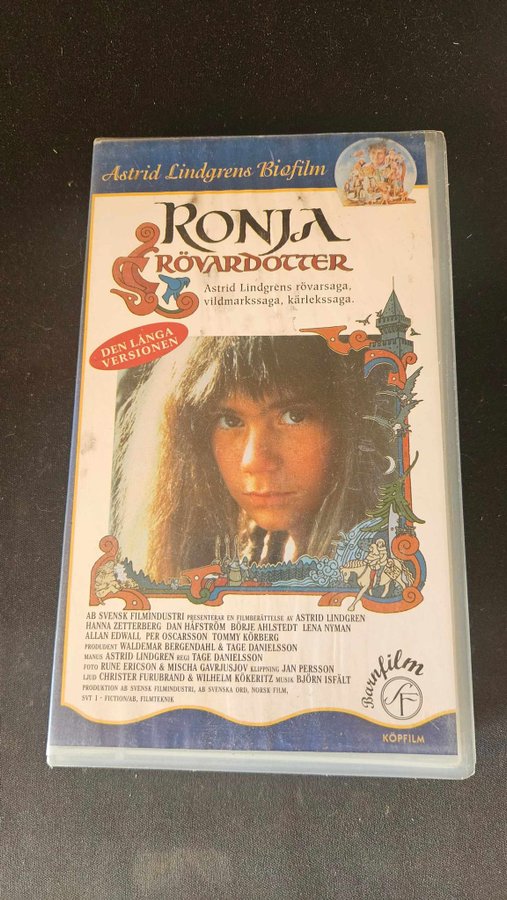 Astrid Lindgrens Biofilm
RONJA
RÖVARDOTTER
Astrid Lindgrens rövarsaga,
vildmarkssaga, kärlekssaga.
DEN LÅNGA
VERSIONEN
AB SVENSK FILMINDUSTRI PRESENTERAR EN FILMBERÄTTELSE AV ASTRID LINDGREN
HANNA ZETTERBERG DAN HÅFSTRÖM BÖRJE AHLSTEDT LENA NYMAN
ALLAN EDWALL PER OSCARSSON TOMMY KÖRBERG
PRODUCENT WALDEMAR BERGENDAHL & TAGE DANIELSSON
MANUS ASTRID LINDGREN REGI TAGE DANIELSSON
FOTO RUNE ERICSON & MISCHA GAVRJUSJOV KLIPPNING JAN PERSSON
LJUD CHRISTER FURUBRAND & WILHELM KÖKERITZ MUSIK BJÖRN ISFÄLT
PRODUKTION AB SVENSK FILMINDUSTRI, AB SVENSKA ORD, NORSK FILM,
SVT 1 - FICTION/AB, FILMTEKNIK
Barnfilm
SF
KÖPFILM